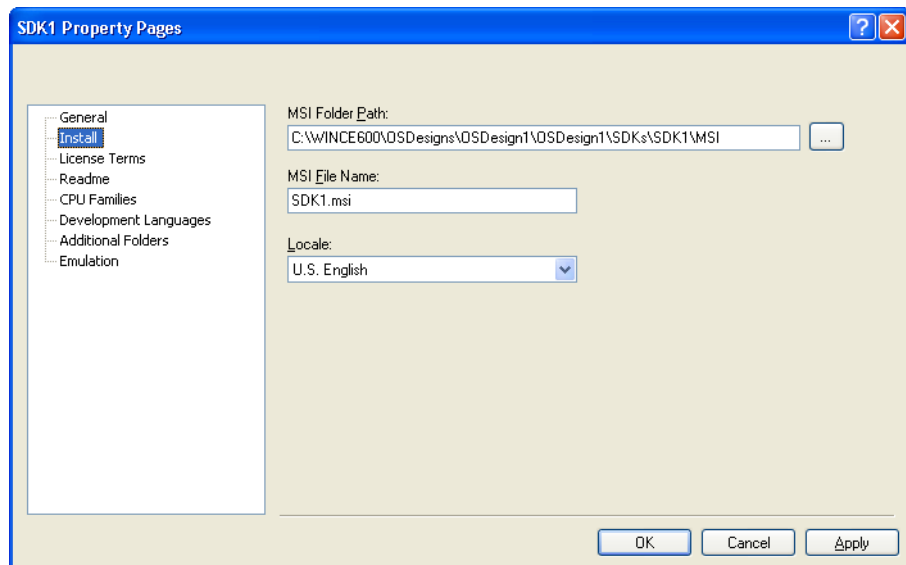 SDK1 Property Pages
General
Install
License Terms
Readme
CPU Families
Development Languages
Additional Folders
Emulation
MSI Folder Path:
C:\WINCE600\OSDesigns\OSDesign1\OSDesign1\SDKs\SDK1\MSI
...
MSI File Name:
SDK1.msi
Locale:
U.S. English
OK Cancel Apply